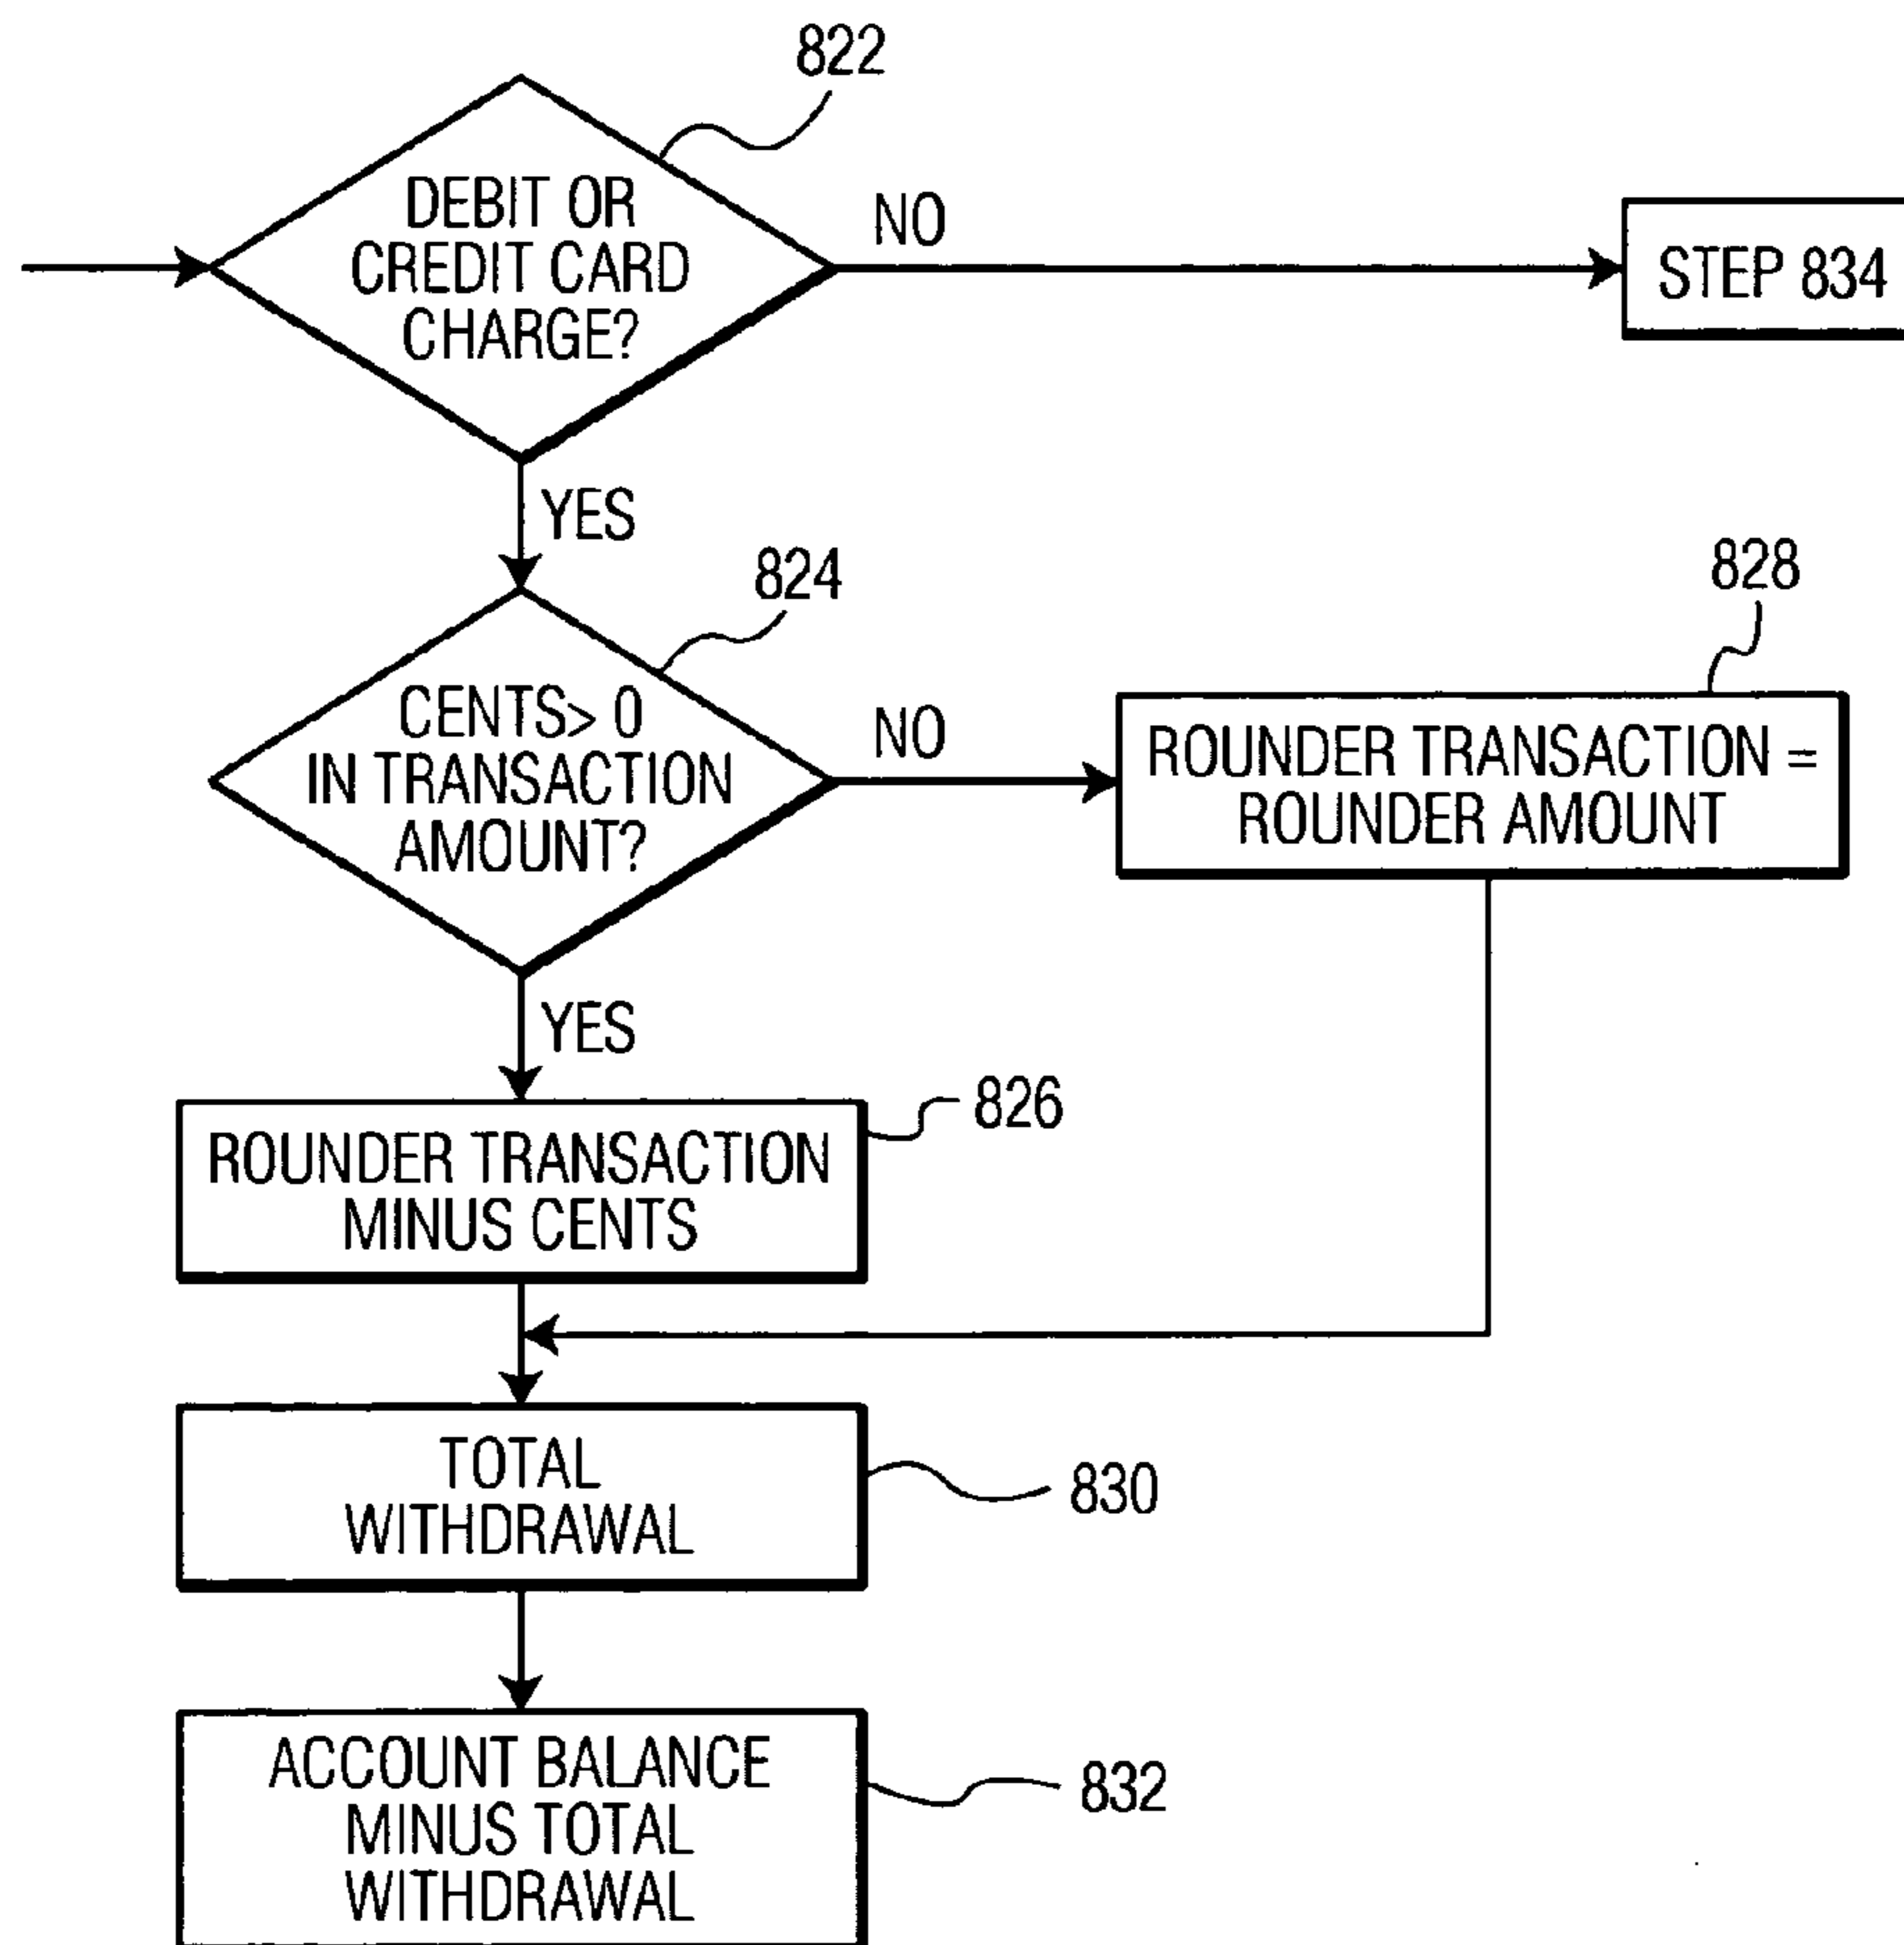 822
DEBIT OR
CREDIT CARD
CHARGE?
NO
STEP 834
YES
824
CENTS> 0
IN TRANSACTION
AMOUNT?
NO
828
ROUNDER TRANSACTION =
ROUNDER AMOUNT
YES
826
ROUNDER TRANSACTION
MINUS CENTS
TOTAL
WITHDRAWAL
830
ACCOUNT BALANCE
MINUS TOTAL
WITHDRAWAL
832